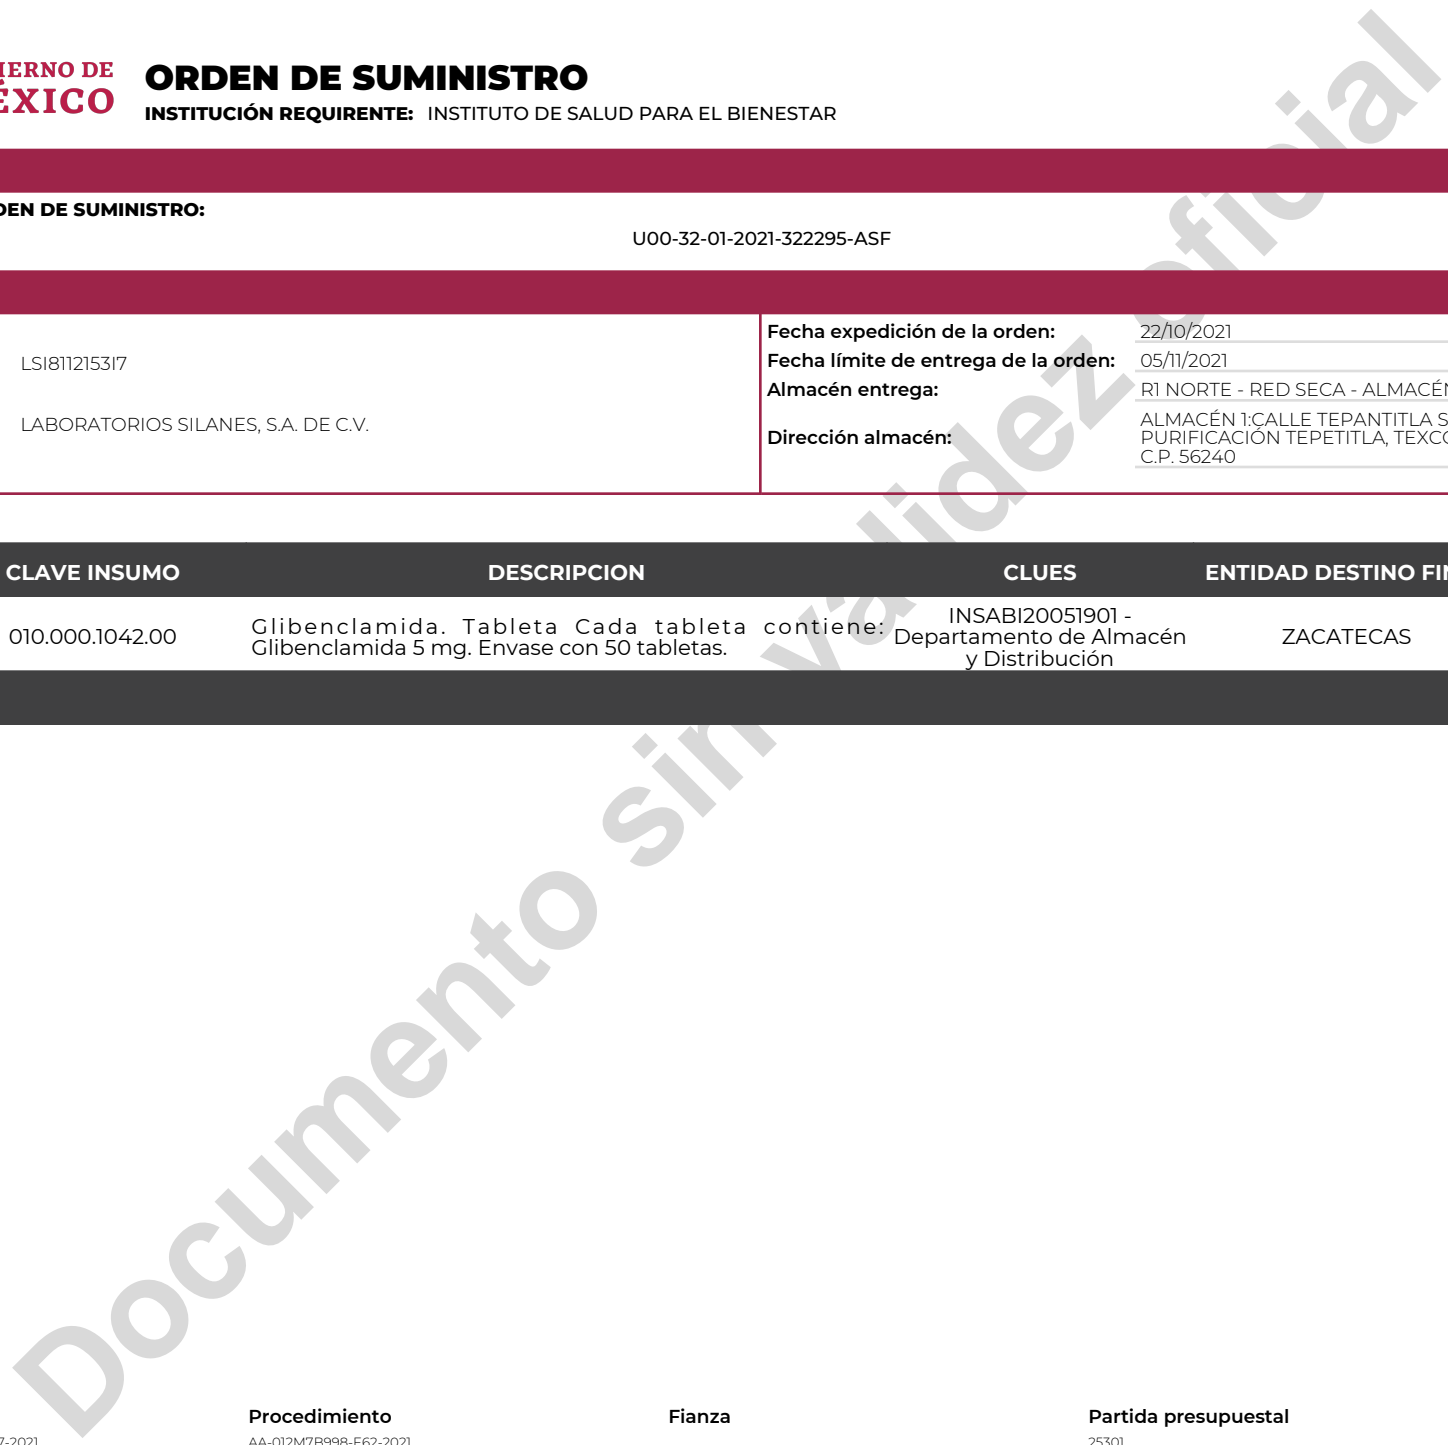 IERNO DE
ÉXICO
ORDEN DE SUMINISTRO
INSTITUCIÓN REQUIRENTE: INSTITUTO DE SALUD PARA EL BIENESTAR
DEN DE SUMINISTRO:
U00-32-01-2021-322295-ASF
LSI8112153I7
LABORATORIOS SILANES, S.A. DE C.V.
Fecha expedición de la orden: 22/10/2021
Fecha límite de entrega de la orden: 05/11/2021
Almacén entrega: R1 NORTE - RED SECA - ALMACÉN
Dirección almacén: ALMACÉN 1:CALLE TEPANTITLA S
PURIFICACIÓN TEPETITLA, TEXCO
C.P. 56240
CLAVE INSUMO DESCRIPCION CLUES ENTIDAD DESTINO FIN
010.000.1042.00
Glibenclamida. Tableta Cada tableta contiene:
Glibenclamida 5 mg. Envase con 50 tabletas.
INSABI20051901 -
Departamento de Almacén
y Distribución
ZACATECAS
Documento sin validez oficial
Procedimiento Fianza Partida presupuestal
7-2021 AA-012M7B998-E62-2021 25301